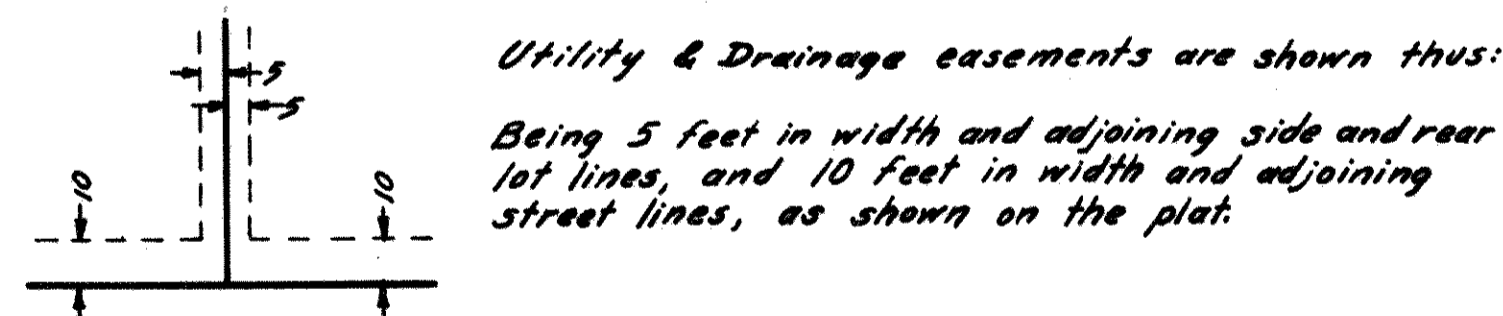 5
5
10
10
Utility & Drainage easements are shown thus:
Being 5 feet in width and adjoining side and rear
lot lines, and 10 feet in width and adjoining
street lines, as shown on the plat.